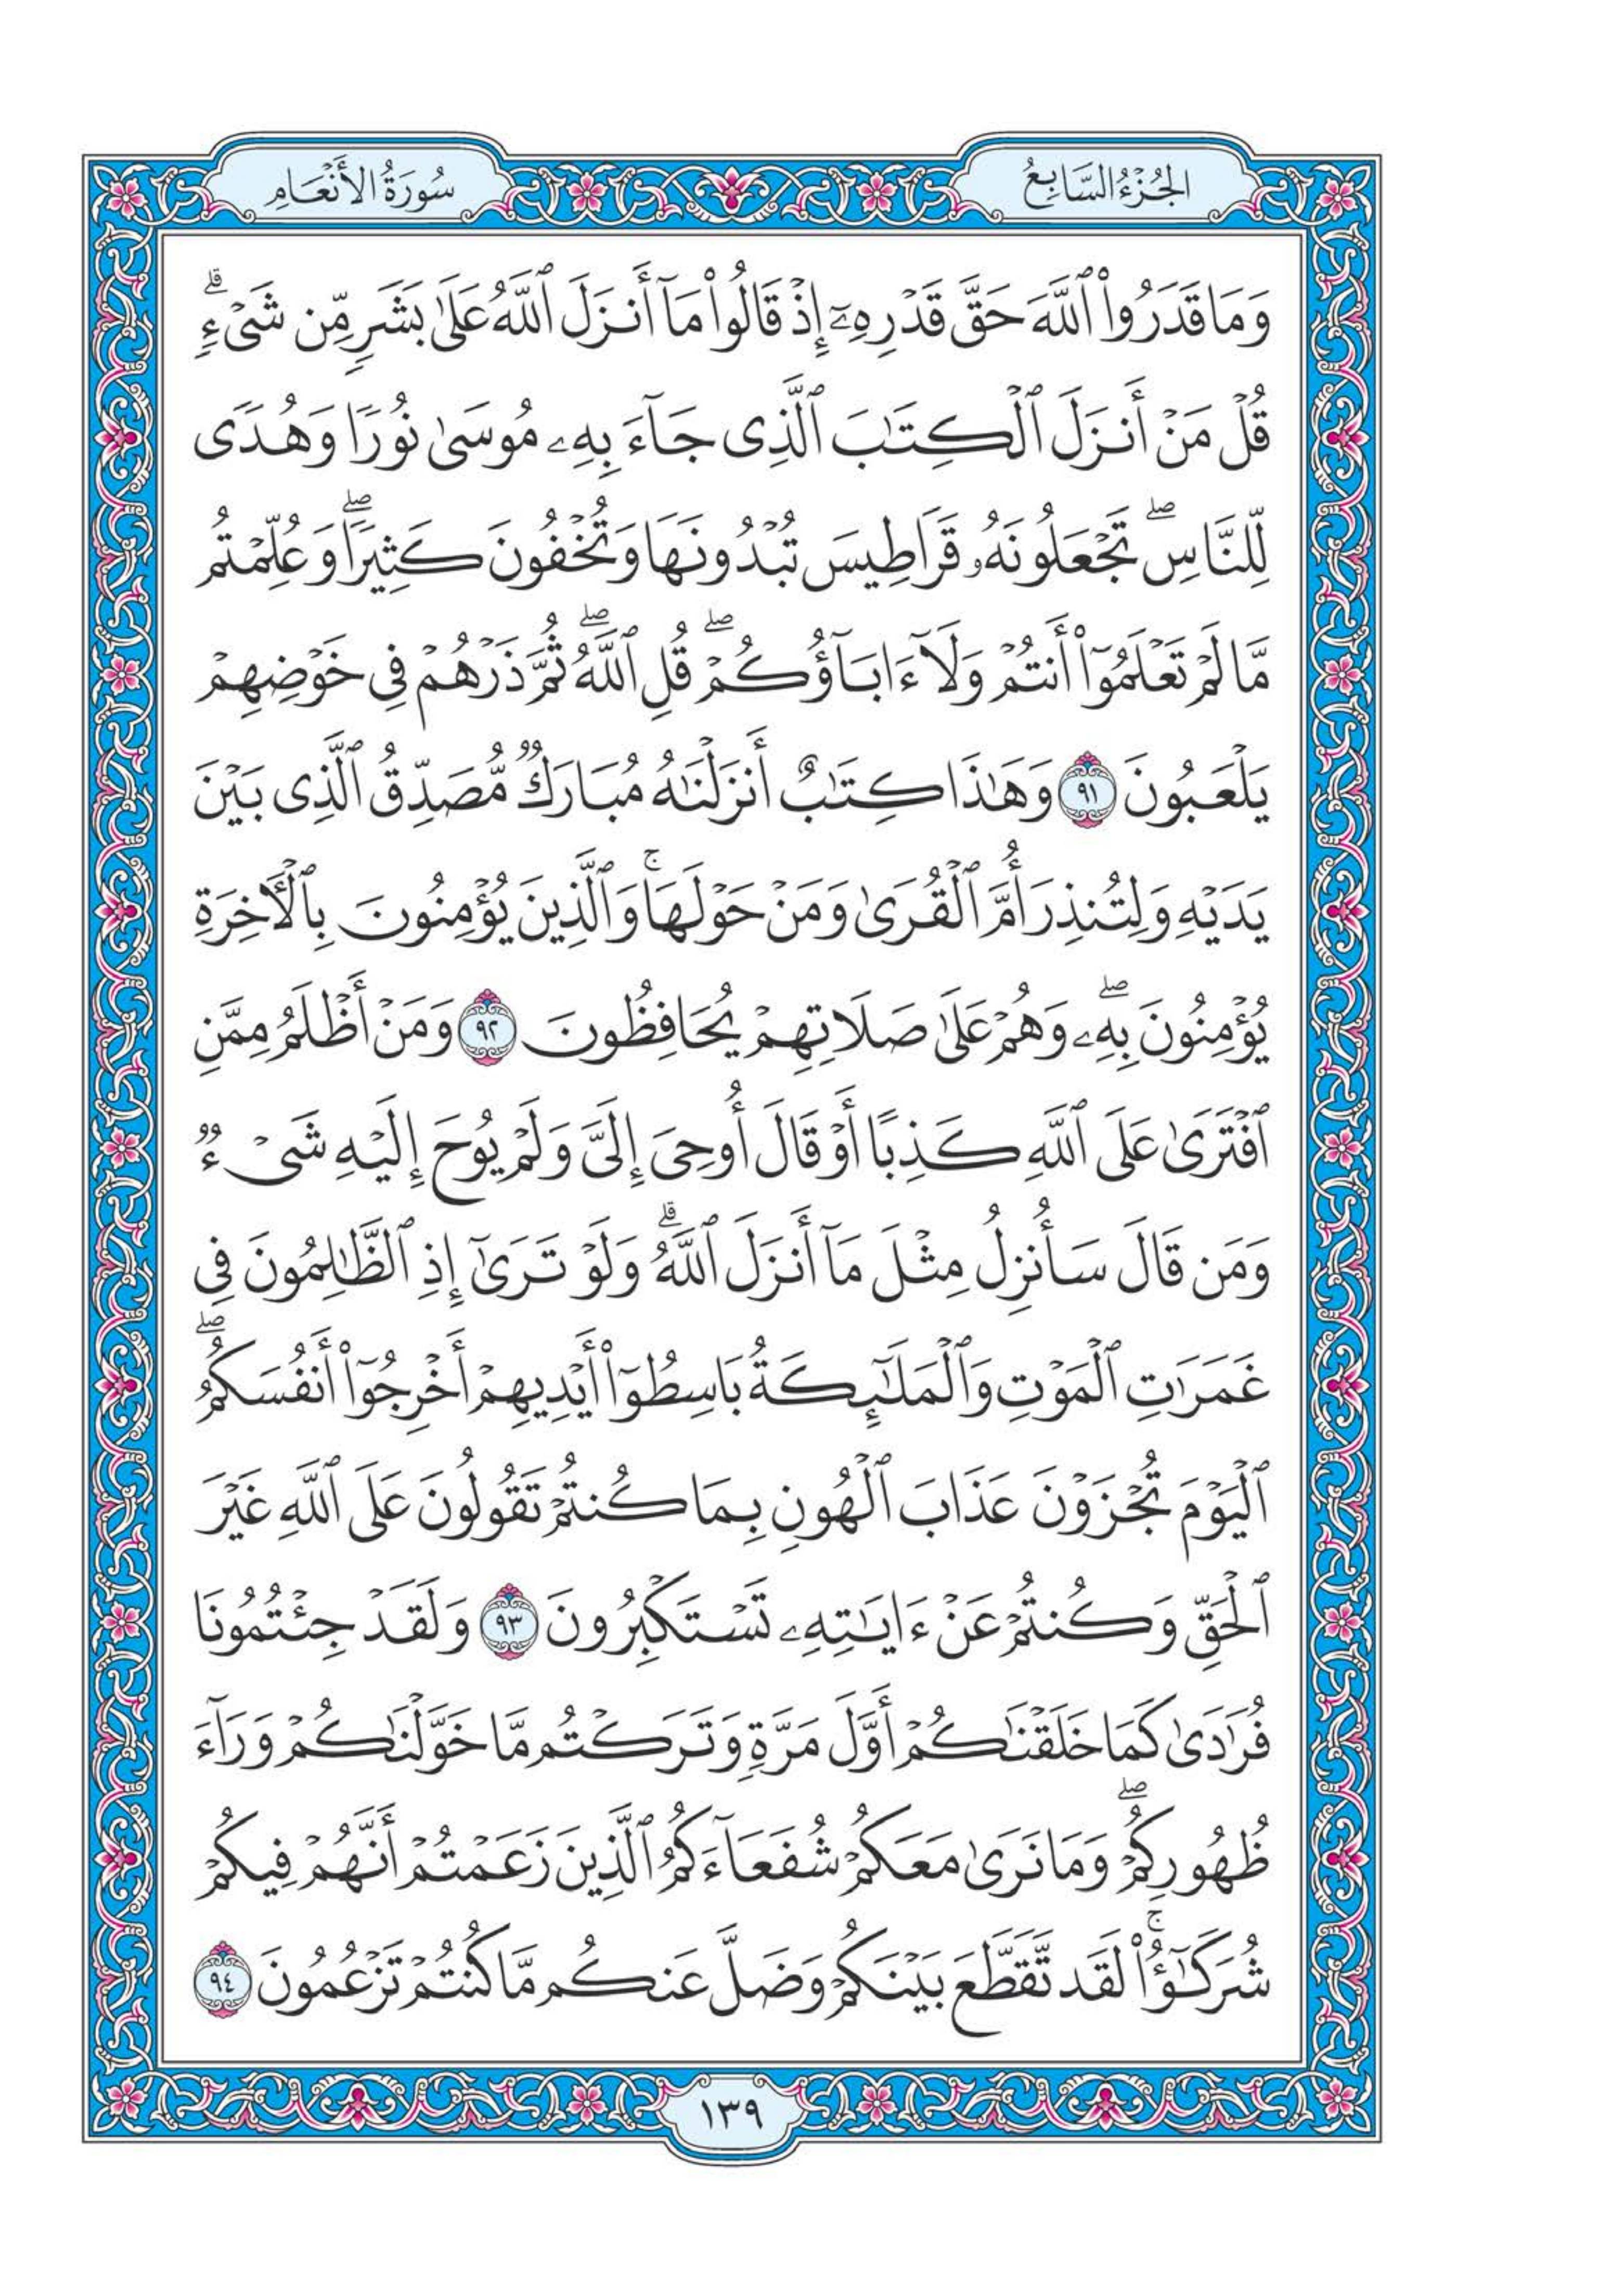 الجُزْءُ السَّابِعُ
سُورَةُ الأَنْعَامِ
وَمَا قَدَرُوا۟ ٱللَّهَ حَقَّ قَدْرِهِۦٓ إِذْ قَالُوا۟ مَآ أَنزَلَ ٱللَّهُ عَلَىٰ بَشَرٍ مِّن شَىْءٍ ۗ
قُلْ مَنْ أَنزَلَ ٱلْكِتَـٰبَ ٱلَّذِى جَآءَ بِهِۦ مُوسَىٰ نُورًا وَهُدًى
لِّلنَّاسِ ۖ تَجْعَلُونَهُۥ قَرَاطِيسَ تُبْدُونَهَا وَتُخْفُونَ كَثِيرًا ۖ وَعُلِّمْتُم
مَّا لَمْ تَعْلَمُوٓا۟ أَنتُمْ وَلَآ ءَابَآؤُكُمْ ۖ قُلِ ٱللَّهُ ۖ ثُمَّ ذَرْهُمْ فِى خَوْضِهِمْ
يَلْعَبُونَ ٩١ وَهَـٰذَا كِتَـٰبٌ أَنزَلْنَـٰهُ مُبَارَكٌ مُّصَدِّقُ ٱلَّذِى بَيْنَ
يَدَيْهِ وَلِتُنذِرَ أُمَّ ٱلْقُرَىٰ وَمَنْ حَوْلَهَا ۚ وَٱلَّذِينَ يُؤْمِنُونَ بِٱلْـَٔاخِرَةِ
يُؤْمِنُونَ بِهِۦ ۖ وَهُمْ عَلَىٰ صَلَاتِهِمْ يُحَافِظُونَ ٩٢ وَمَنْ أَظْلَمُ مِمَّنِ
ٱفْتَرَىٰ عَلَى ٱللَّهِ كَذِبًا أَوْ قَالَ أُوحِىَ إِلَىَّ وَلَمْ يُوحَ إِلَيْهِ شَىْءٌ
وَمَن قَالَ سَأُنزِلُ مِثْلَ مَآ أَنزَلَ ٱللَّهُ ۗ وَلَوْ تَرَىٰٓ إِذِ ٱلظَّـٰلِمُونَ فِى
غَمَرَٰتِ ٱلْمَوْتِ وَٱلْمَلَـٰٓئِكَةُ بَاسِطُوٓا۟ أَيْدِيهِمْ أَخْرِجُوٓا۟ أَنفُسَكُمُ ۖ
ٱلْيَوْمَ تُجْزَوْنَ عَذَابَ ٱلْهُونِ بِمَا كُنتُمْ تَقُولُونَ عَلَى ٱللَّهِ غَيْرَ
ٱلْحَقِّ وَكُنتُمْ عَنْ ءَايَـٰتِهِۦ تَسْتَكْبِرُونَ ٩٣ وَلَقَدْ جِئْتُمُونَا
فُرَٰدَىٰ كَمَا خَلَقْنَـٰكُمْ أَوَّلَ مَرَّةٍ وَتَرَكْتُم مَّا خَوَّلْنَـٰكُمْ وَرَآءَ
ظُهُورِكُمْ ۖ وَمَا نَرَىٰ مَعَكُمْ شُفَعَآءَكُمُ ٱلَّذِينَ زَعَمْتُمْ أَنَّهُمْ فِيكُمْ
شُرَكَـٰٓؤُا۟ ۚ لَقَد تَّقَطَّعَ بَيْنَكُمْ وَضَلَّ عَنكُم مَّا كُنتُمْ تَزْعُمُونَ ٩٤
١٣٩